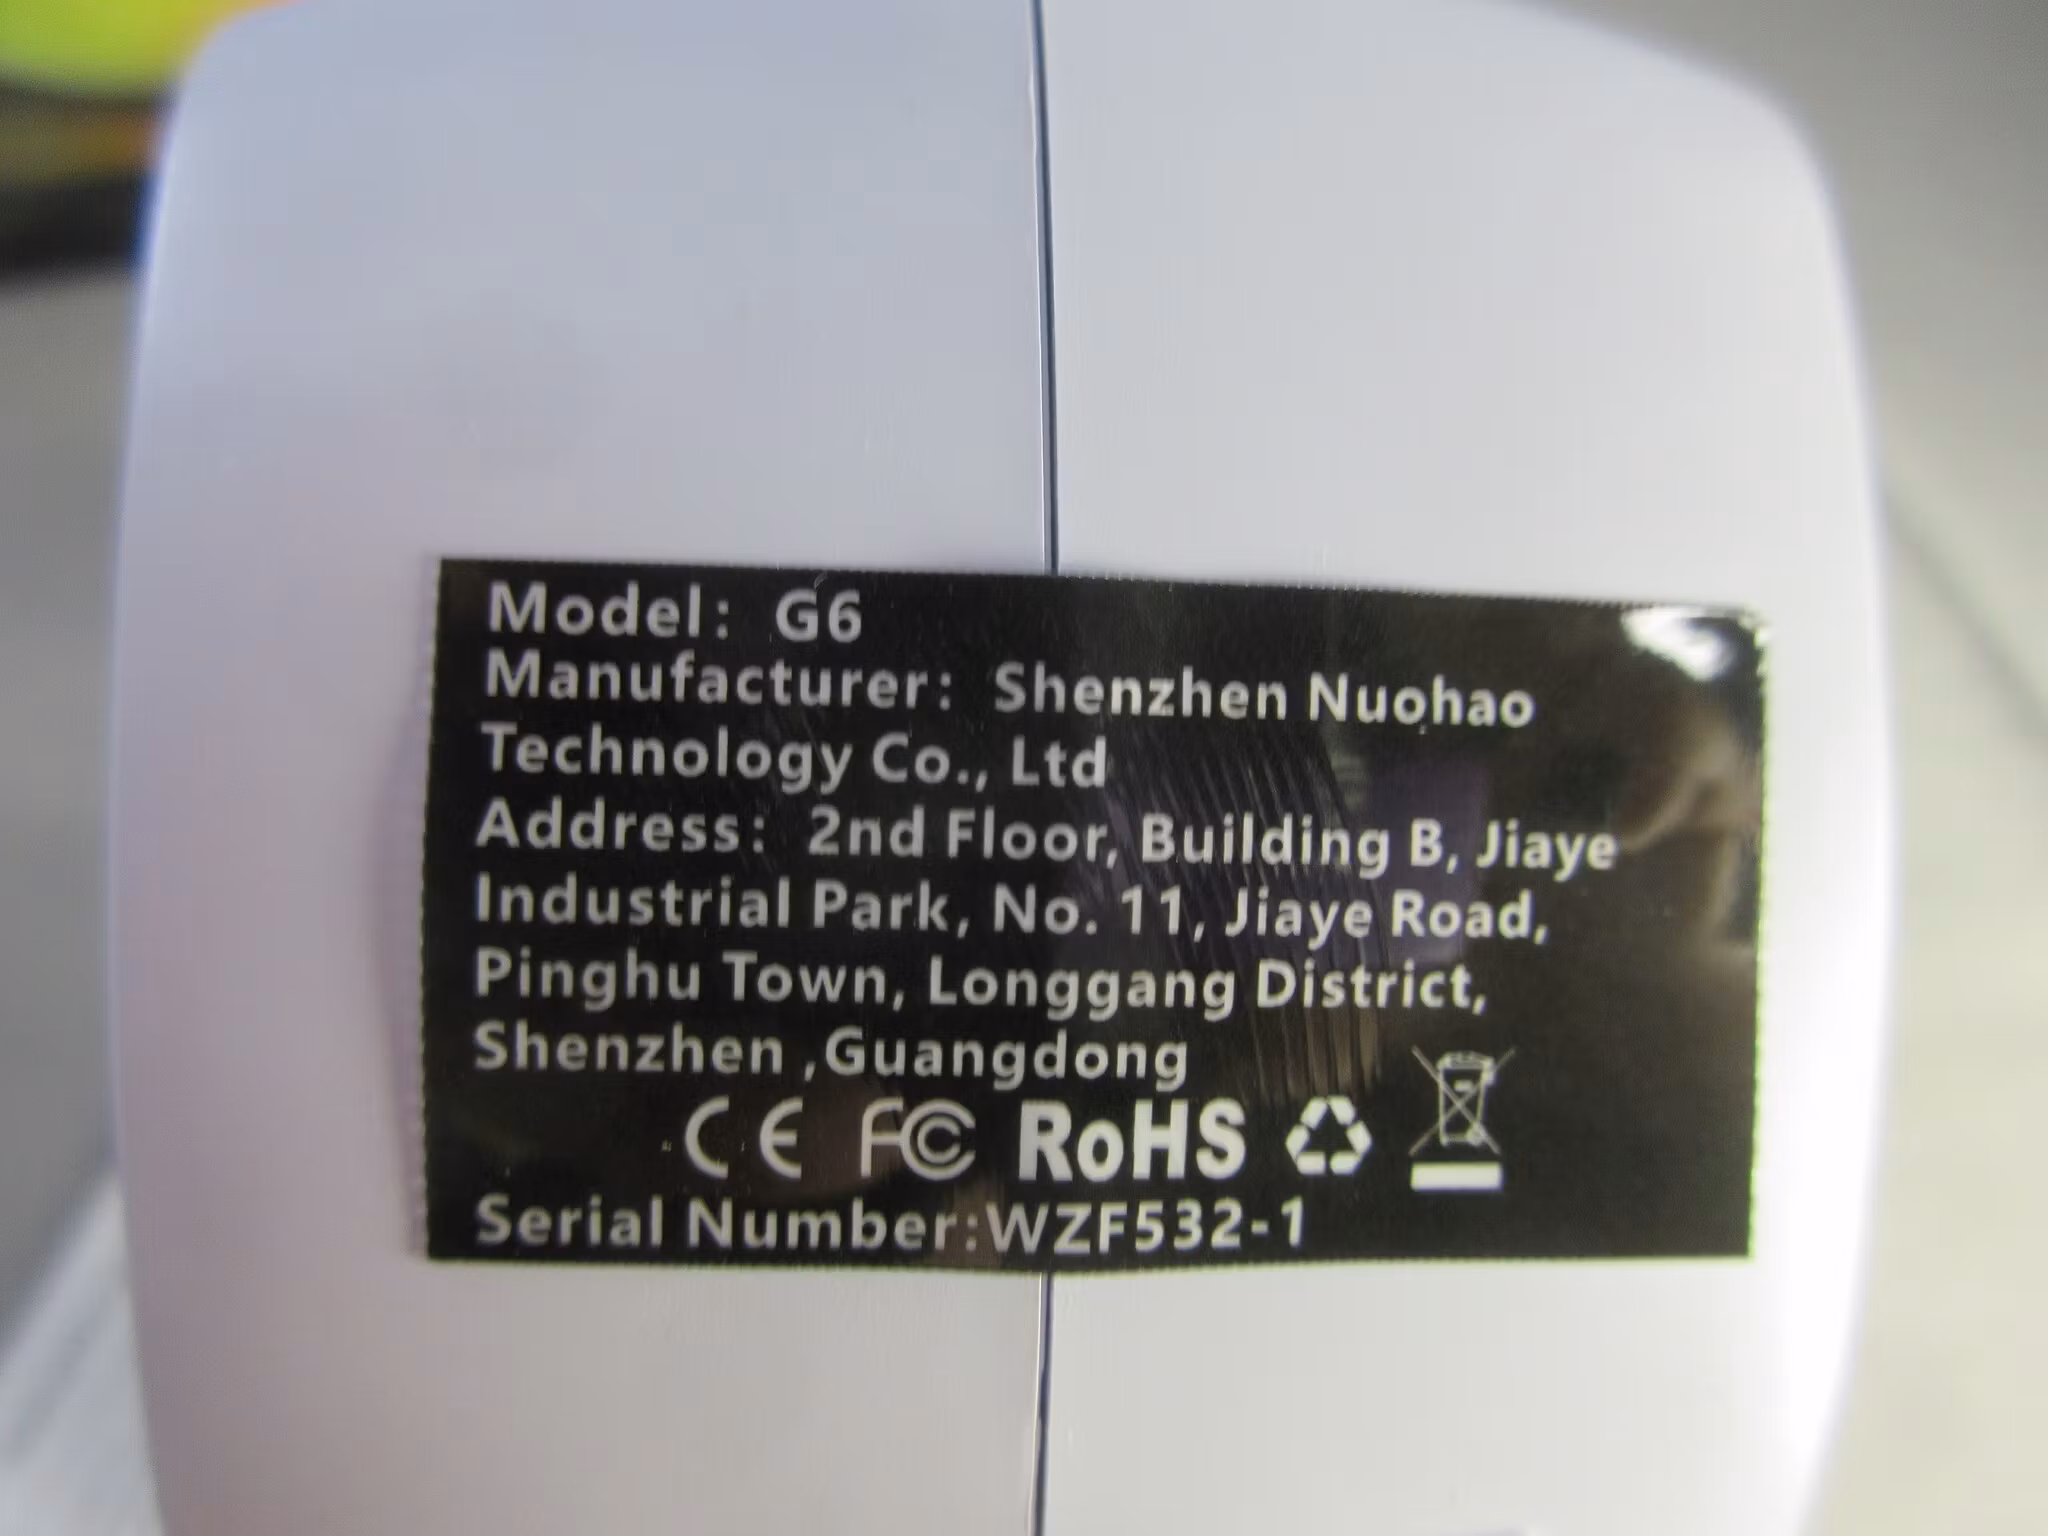 Model: G6
Manufacturer: Shenzhen Nuohao
Technology Co., Ltd
Address: 2nd Floor, Building B, Jiaye
Industrial Park, No. 11, Jiaye Road,
Pinghu Town, Longgang District,
Shenzhen ,Guangdong
CE FC RoHS
Serial Number:WZF532-1